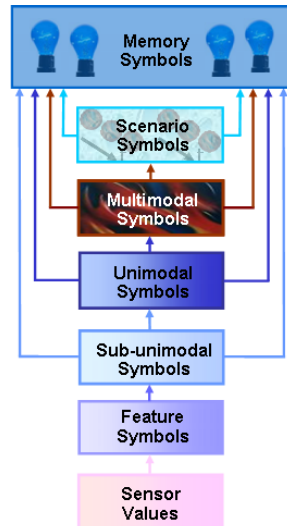 Memory
Symbols
Scenario
Symbols
Multimodal
Symbols
Unimodal
Symbols
Sub-unimodal
Symbols
Feature
Symbols
Sensor
Values